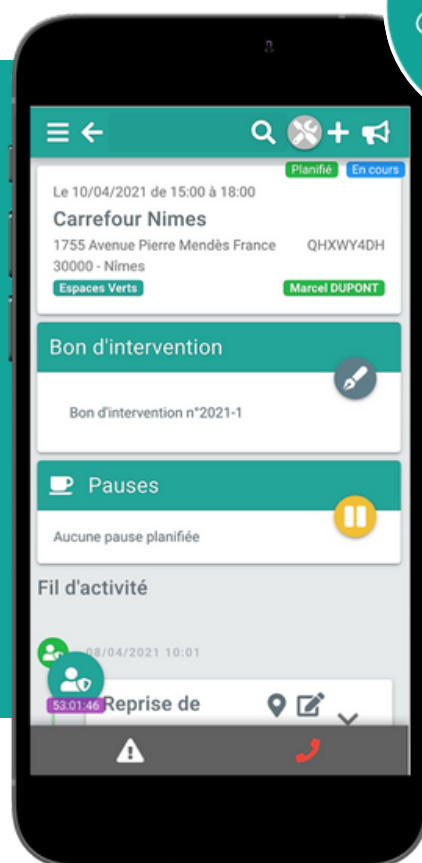 Planifié En cours
Le 10/04/2021 de 15:00 à 18:00
Carrefour Nimes
1755 Avenue Pierre Mendès France QHXWY4DH
30000 - Nîmes
Espaces Verts Marcel DUPONT
Bon d'intervention
Bon d'intervention n°2021-1
Pauses
Aucune pause planifiée
Fil d'activité
08/04/2021 10:01
53:01:46 Reprise de